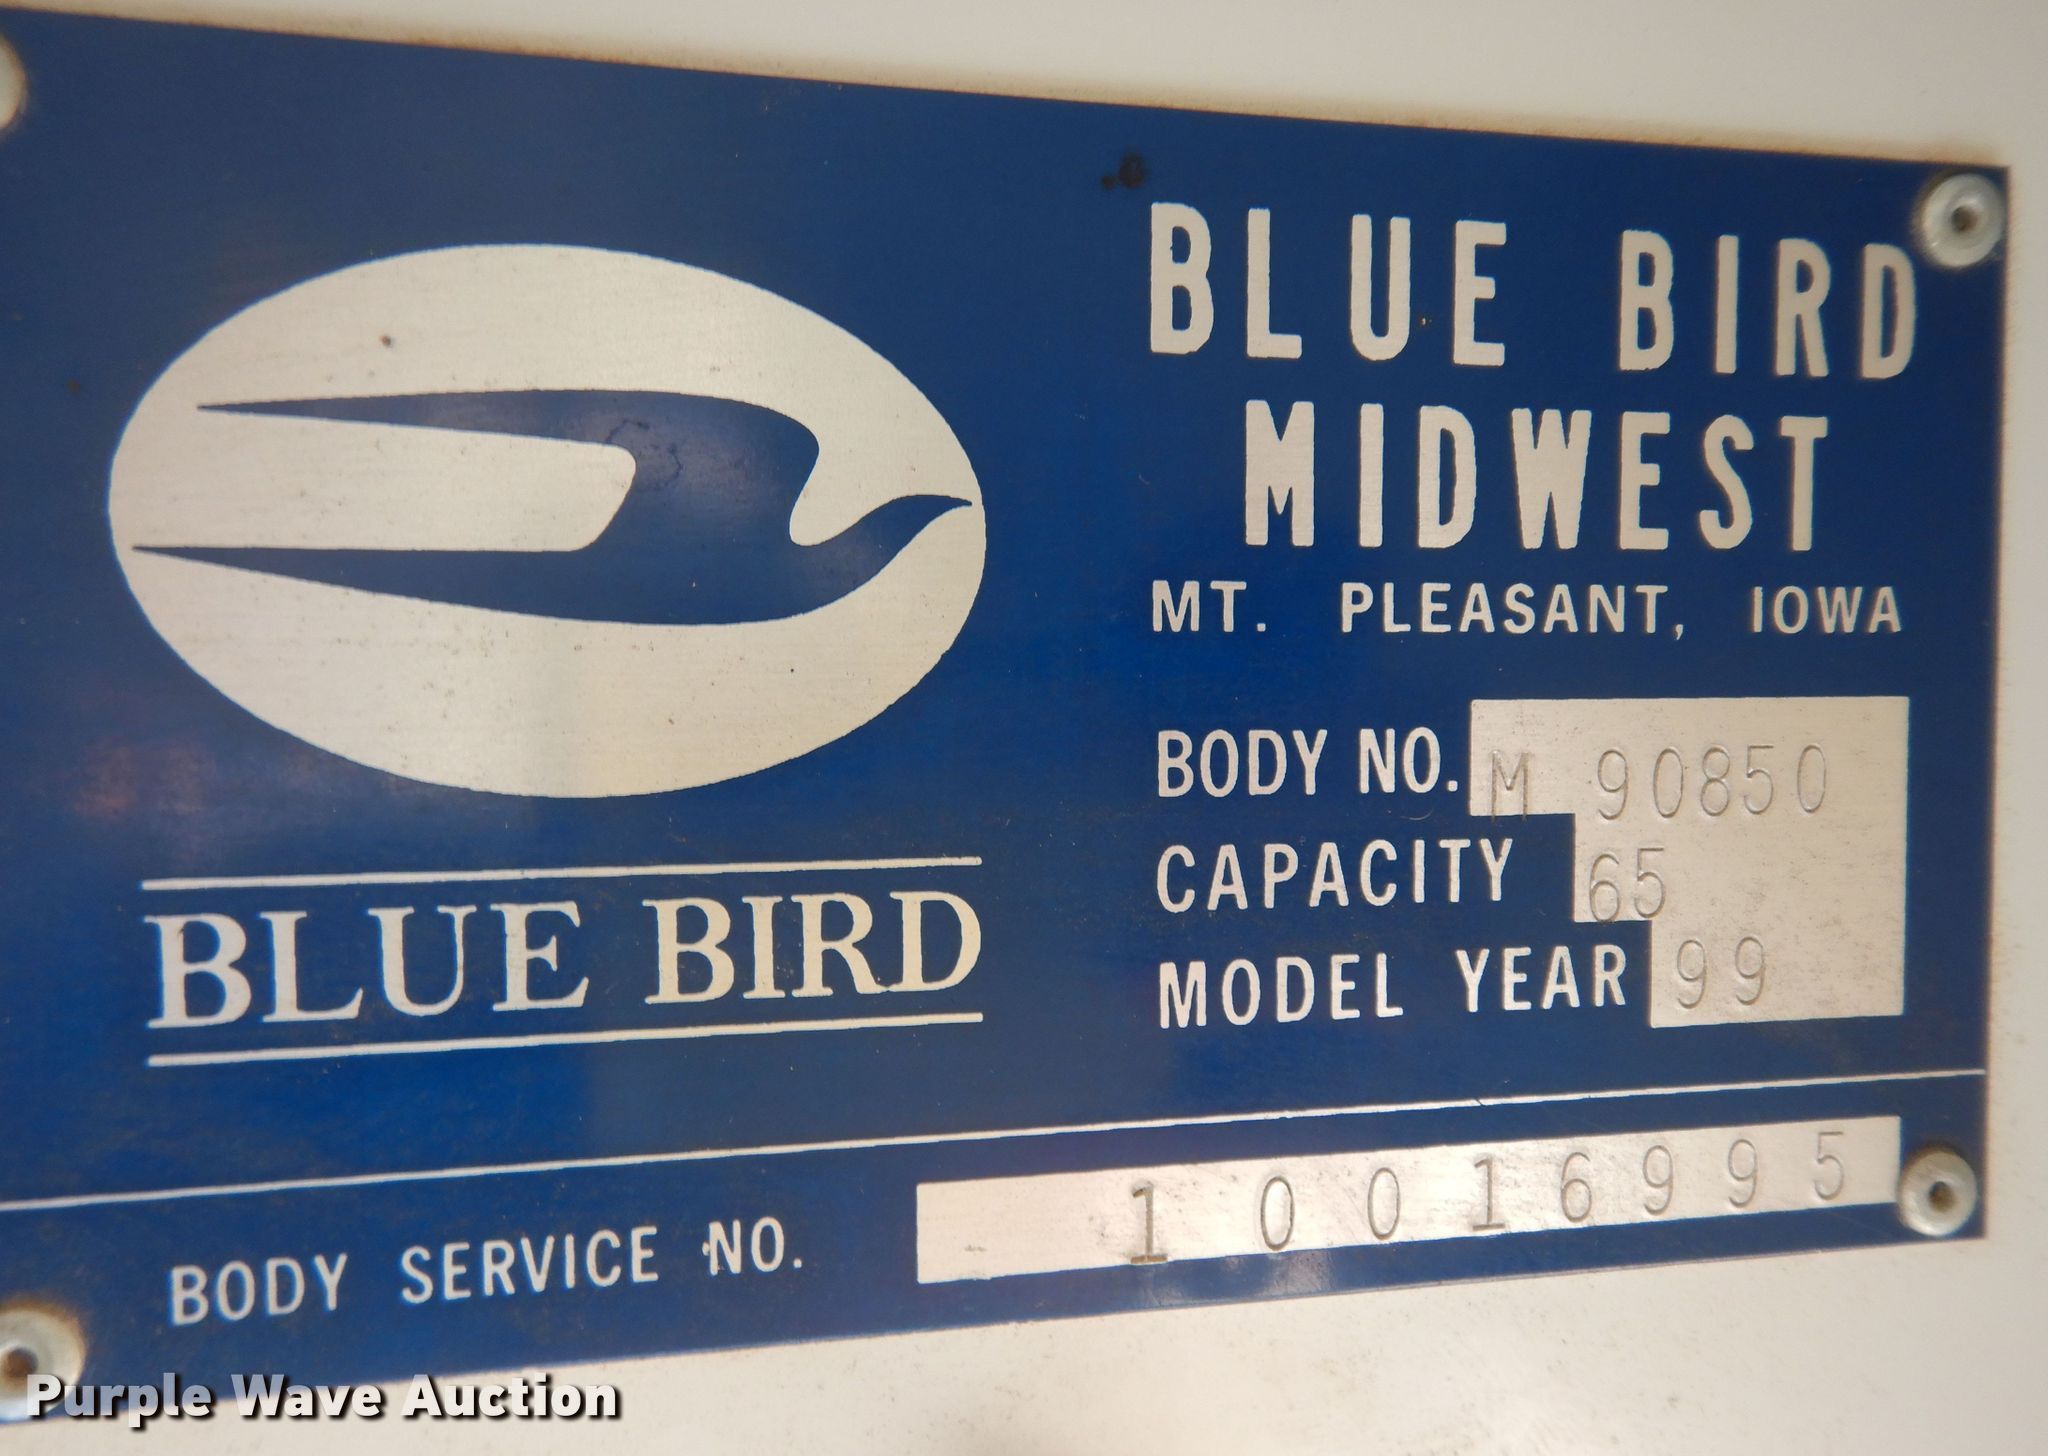 BLUE BIRD
MIDWEST
MT. PLEASANT, IOWA
BODY NO. M 90850
CAPACITY 65
MODEL YEAR 99
BLUE BIRD
BODY SERVICE NO. 10016995
Purple Wave Auction